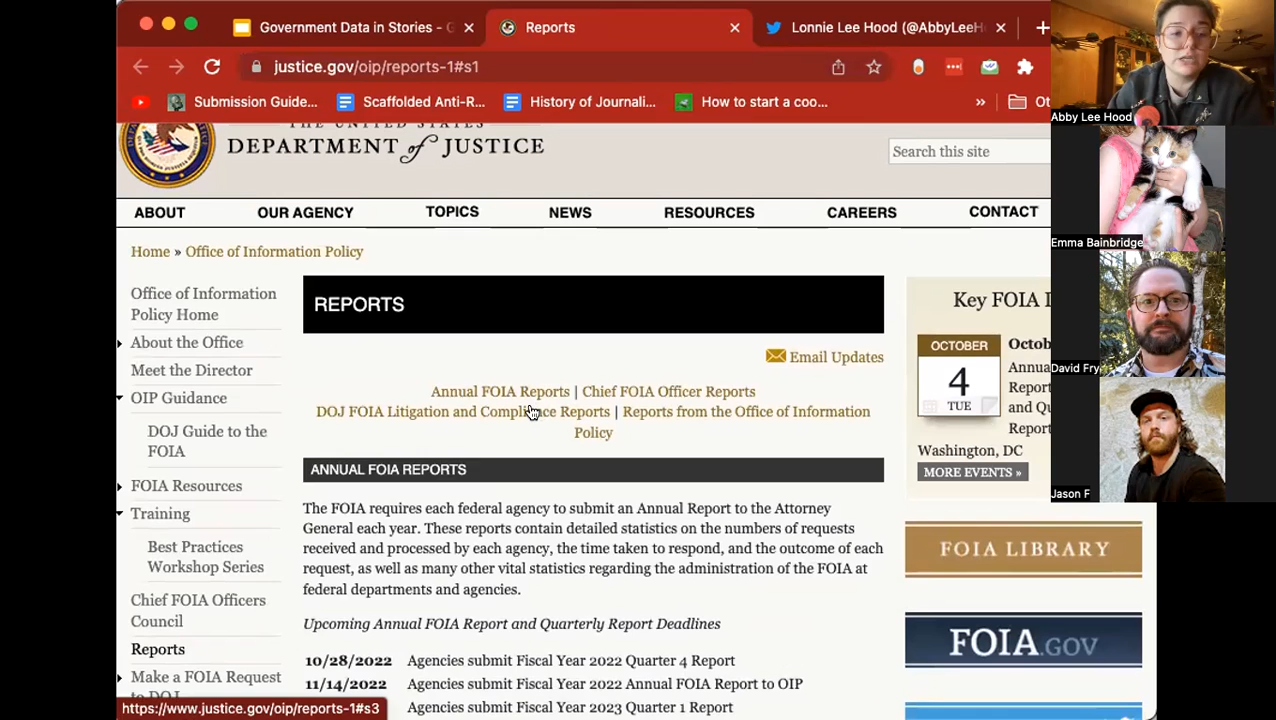 Government Data in Stories - G
Reports
Lonnie Lee Hood (@AbbyLeeH
justice.gov/oip/reports-1#s1
Submission Guide...
Scaffolded Anti-R...
History of Journali...
How to start a coo...
»
Ot
THE UNITED STATES
DEPARTMENT of JUSTICE
Search this site
ABOUT
OUR AGENCY
TOPICS
NEWS
RESOURCES
CAREERS
CONTACT
Home » Office of Information Policy
Office of Information
Policy Home
About the Office
Meet the Director
OIP Guidance
DOJ Guide to the
FOIA
FOIA Resources
Training
Best Practices
Workshop Series
Chief FOIA Officers
Council
Reports
Make a FOIA Request
to DOJ
REPORTS
Email Updates
Annual FOIA Reports | Chief FOIA Officer Reports
DOJ FOIA Litigation and Compliance Reports | Reports from the Office of Information
Policy
ANNUAL FOIA REPORTS
The FOIA requires each federal agency to submit an Annual Report to the Attorney
General each year. These reports contain detailed statistics on the numbers of requests
received and processed by each agency, the time taken to respond, and the outcome of each
request, as well as many other vital statistics regarding the administration of the FOIA at
federal departments and agencies.
Upcoming Annual FOIA Report and Quarterly Report Deadlines
10/28/2022 Agencies submit Fiscal Year 2022 Quarter 4 Report
11/14/2022 Agencies submit Fiscal Year 2022 Annual FOIA Report to OIP
Agencies submit Fiscal Year 2023 Quarter 1 Report
Key FOIA
OCTOBER
4
TUE
Octob
Annua
Report
and Qu
Report
Washington, DC
MORE EVENTS »
FOIA LIBRARY
FOIA.GOV
https://www.justice.gov/oip/reports-1#s3
Abby Lee Hood
Emma Bainbridge
David Fry
Jason F